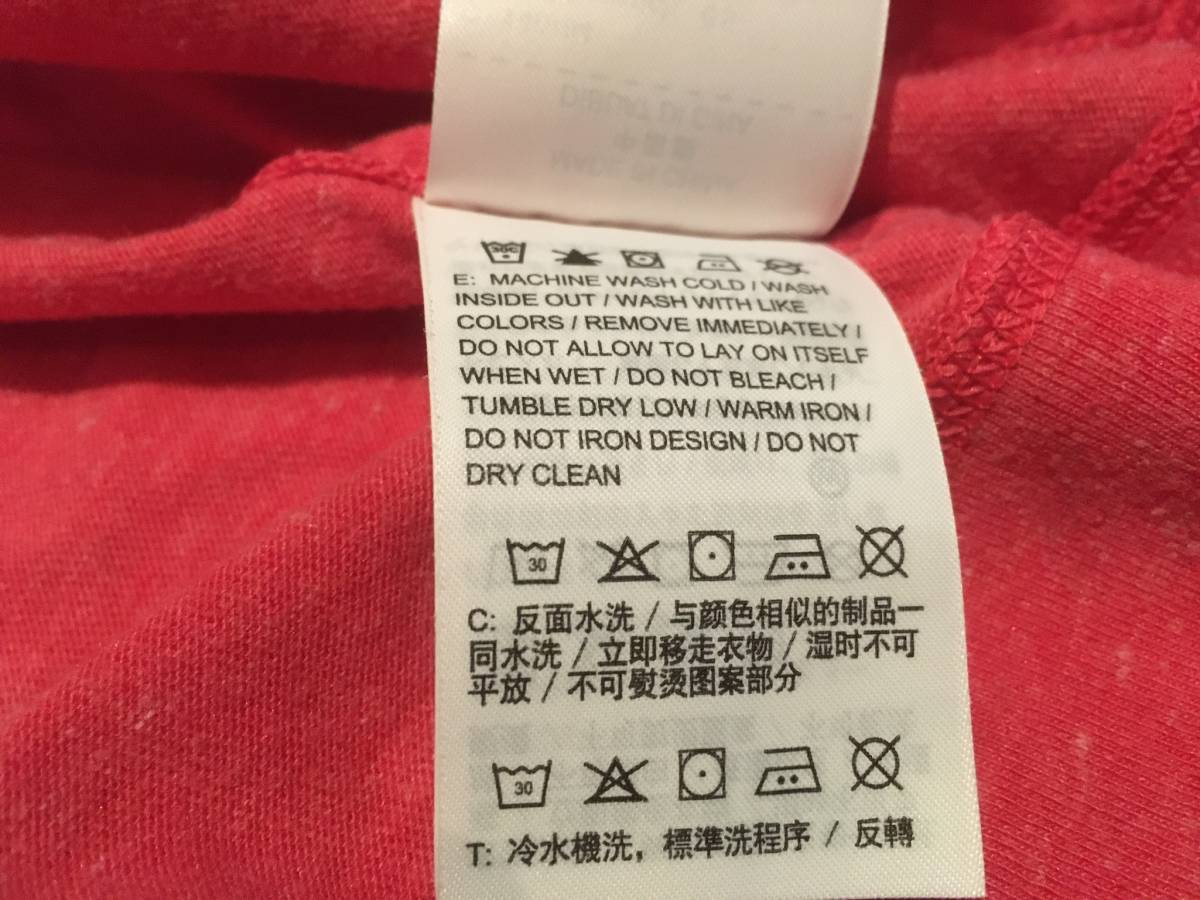 30C
E: MACHINE WASH COLD / WASH
INSIDE OUT / WASH WITH LIKE
COLORS / REMOVE IMMEDIATELY /
DO NOT ALLOW TO LAY ON ITSELF
WHEN WET / DO NOT BLEACH /
TUMBLE DRY LOW / WARM IRON /
DO NOT IRON DESIGN / DO NOT
DRY CLEAN
30
C: 反面水洗 / 与颜色相似的制品一
同水洗 / 立即移走衣物 / 湿时不可
平放 / 不可熨烫图案部分
30
T: 冷水機洗，標準洗程序 / 反轉